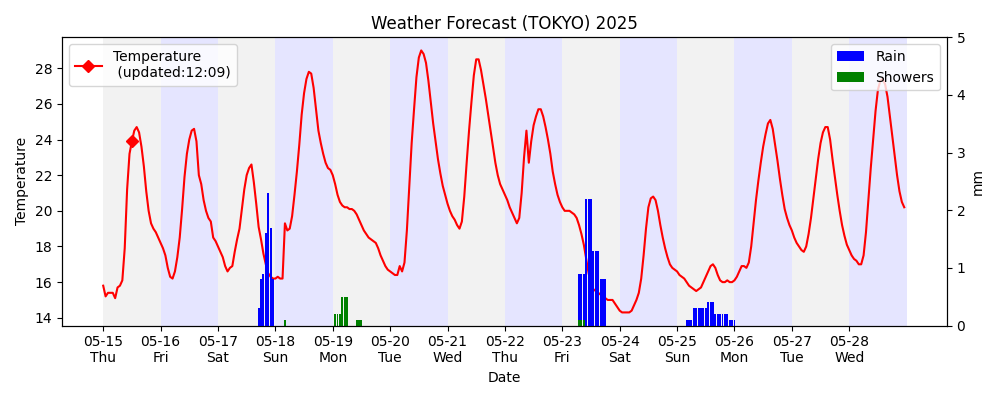 Weather Forecast (TOKYO) 2025
Temperature
(updated:12:09)
Rain
Showers
Temperature
28
26
24
22
20
18
16
14
5
4
3
2
1
0
mm
05-15 05-16 05-17 05-18 05-19 05-20 05-21 05-22 05-23 05-24 05-25 05-26 05-27 05-28
Thu Fri Sat Sun Mon Tue Wed Thu Fri Sat Sun Mon Tue Wed
Date